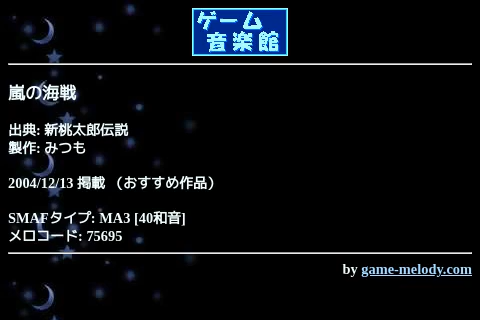 ゲーム
音楽館
嵐の海戦
出典: 新桃太郎伝説
製作: みつも
2004/12/13 掲載 （おすすめ作品）
SMAFタイプ: MA3 [40和音]
メロコード: 75695
by game-melody.com